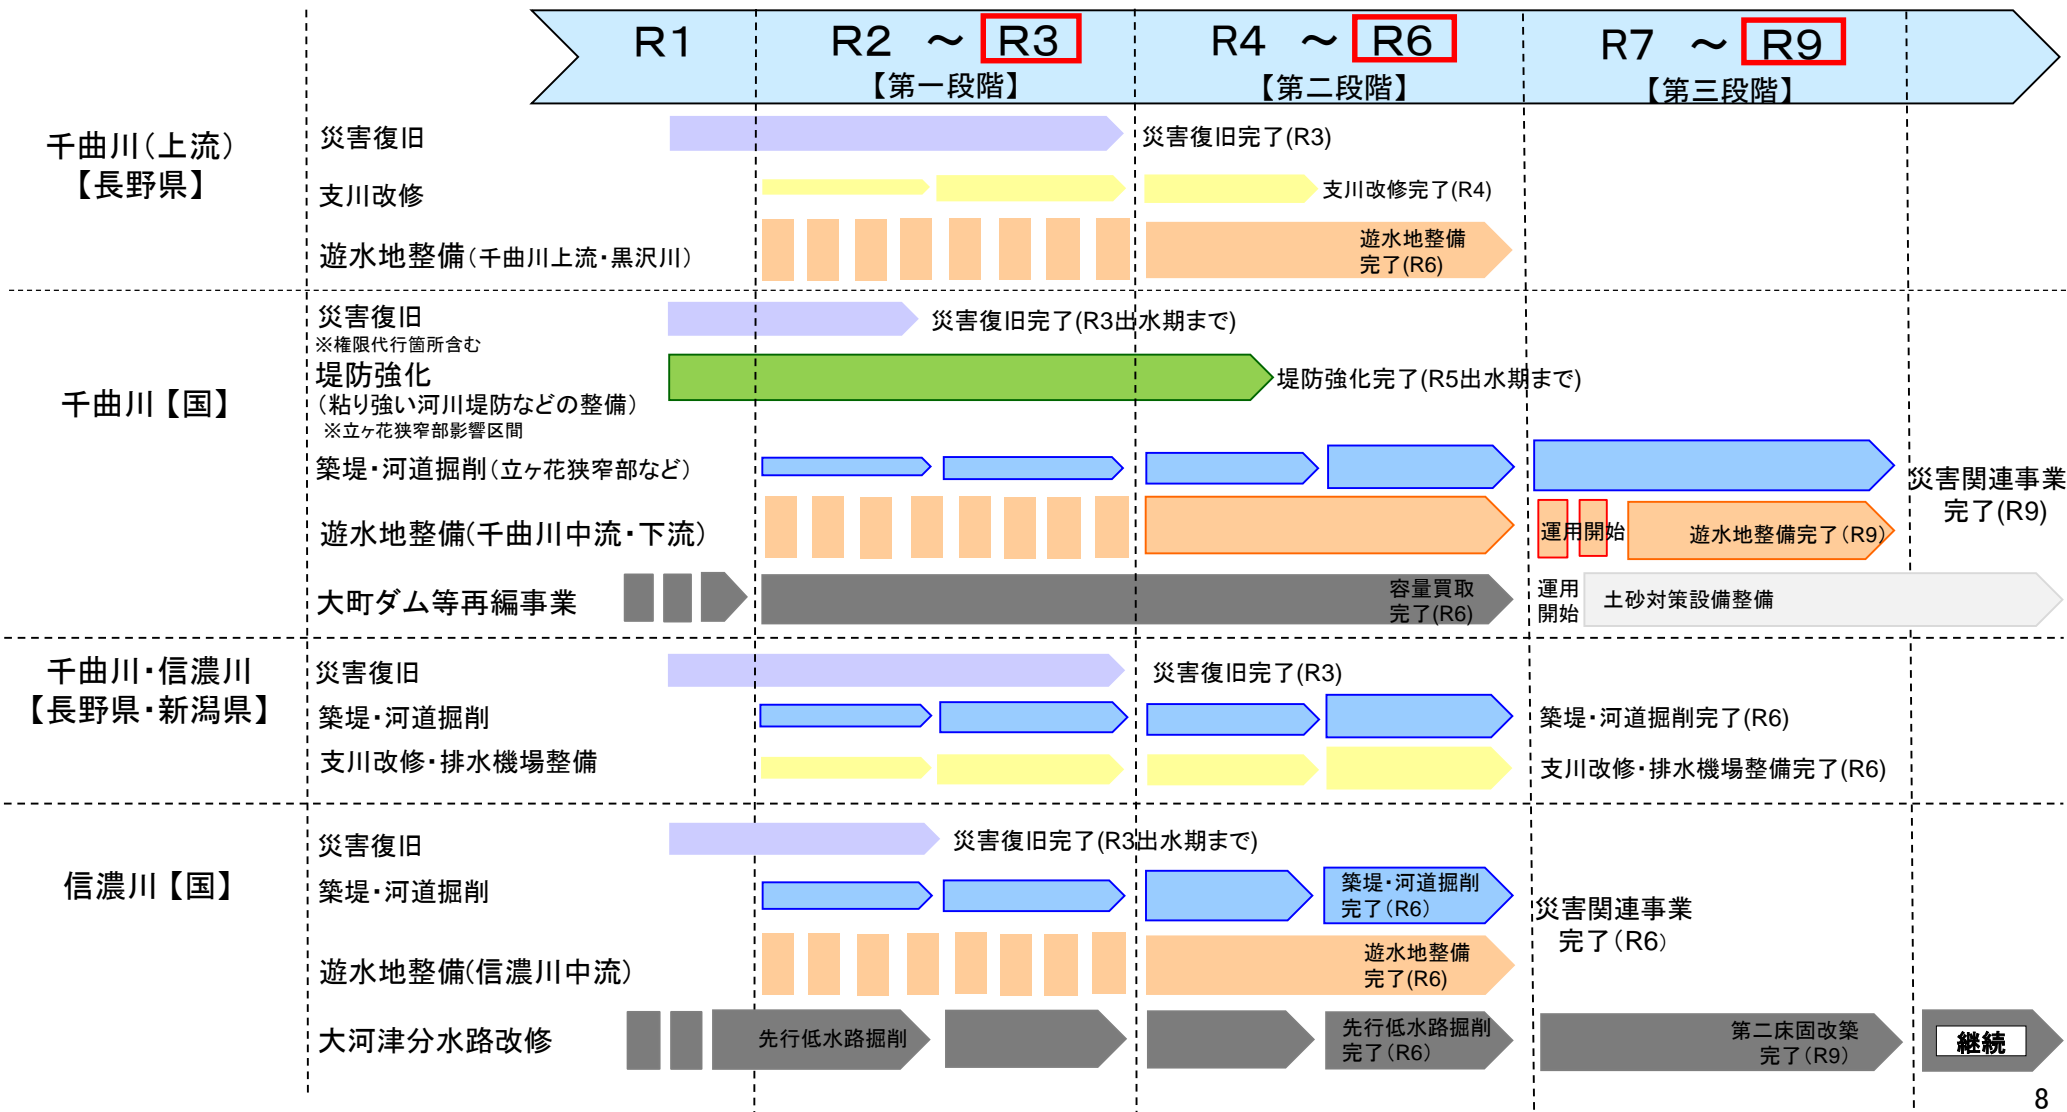 R1
R2 ～ R3
【第一段階】
R4 ～ R6
【第二段階】
R7 ～ R9
【第三段階】
千曲川（上流）
【長野県】
災害復旧
災害復旧完了(R3)
支川改修
支川改修完了(R4)
遊水地整備（千曲川上流・黒沢川）
遊水地整備
完了(R6)
千曲川【国】
災害復旧
※権限代行箇所含む
災害復旧完了(R3出水期まで)
堤防強化
（粘り強い河川堤防などの整備）
※立ヶ花狭窄部影響区間
堤防強化完了(R5出水期まで)
築堤・河道掘削（立ヶ花狭窄部など）
遊水地整備(千曲川中流・下流)
運用開始
遊水地整備完了（R9）
災害関連事業
完了(R9)
大町ダム等再編事業
容量買取
完了(R6)
運用
開始
土砂対策設備整備
千曲川・信濃川
【長野県・新潟県】
災害復旧
災害復旧完了(R3)
築堤・河道掘削
築堤・河道掘削完了(R6)
支川改修・排水機場整備
支川改修・排水機場整備完了(R6)
信濃川【国】
災害復旧
災害復旧完了(R3出水期まで)
築堤・河道掘削
築堤・河道掘削
完了（R6）
災害関連事業
完了（R6）
遊水地整備(信濃川中流)
遊水地整備
完了(R6)
大河津分水路改修
先行低水路掘削
先行低水路掘削
完了（R6）
第二床固改築
完了（R9）
継続
8